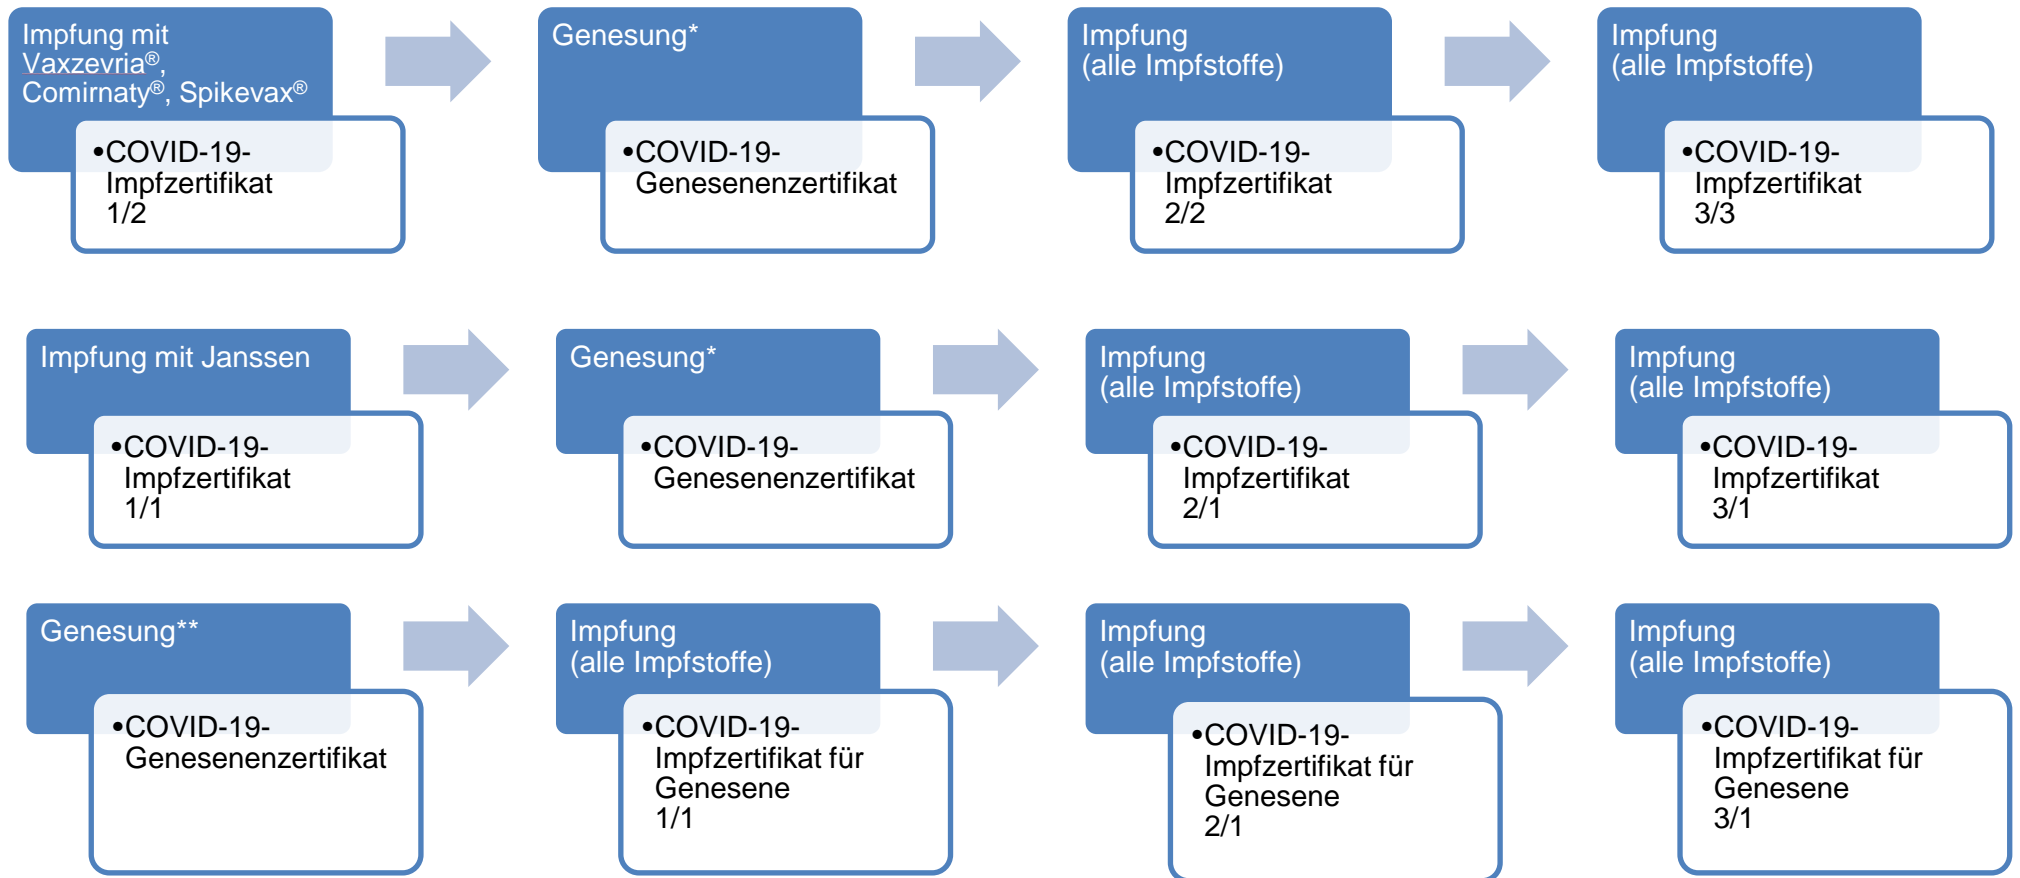 Impfung mit
Vaxzevria®,
Comirnaty®, Spikevax®
•COVID-19-
Impfzertifikat
1/2
Genesung*
•COVID-19-
Genesenenzertifikat
Impfung
(alle Impfstoffe)
•COVID-19-
Impfzertifikat
2/2
Impfung
(alle Impfstoffe)
•COVID-19-
Impfzertifikat
3/3
Impfung mit Janssen
•COVID-19-
Impfzertifikat
1/1
Genesung*
•COVID-19-
Genesenenzertifikat
Impfung
(alle Impfstoffe)
•COVID-19-
Impfzertifikat
2/1
Impfung
(alle Impfstoffe)
•COVID-19-
Impfzertifikat
3/1
Genesung**
•COVID-19-
Genesenenzertifikat
Impfung
(alle Impfstoffe)
•COVID-19-
Impfzertifikat für
Genesene
1/1
Impfung
(alle Impfstoffe)
•COVID-19-
Impfzertifikat für
Genesene
2/1
Impfung
(alle Impfstoffe)
•COVID-19-
Impfzertifikat für
Genesene
3/1